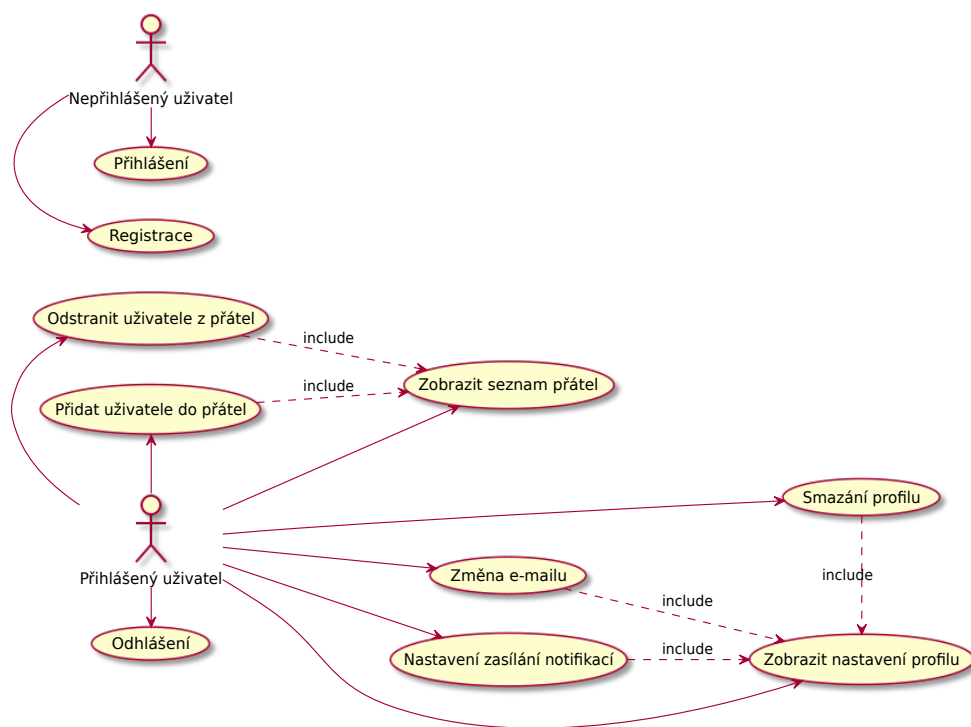 Nepřihlášený uživatel
Přihlášení
Registrace
Odstranit uživatele z přátel
include
Zobrazit seznam přátel
include
Přidat uživatele do přátel
Smazání profilu
Přihlášený uživatel
Změna e-mailu
include
include
Odhlášení
Nastavení zasílání notifikací
include
Zobrazit nastavení profilu